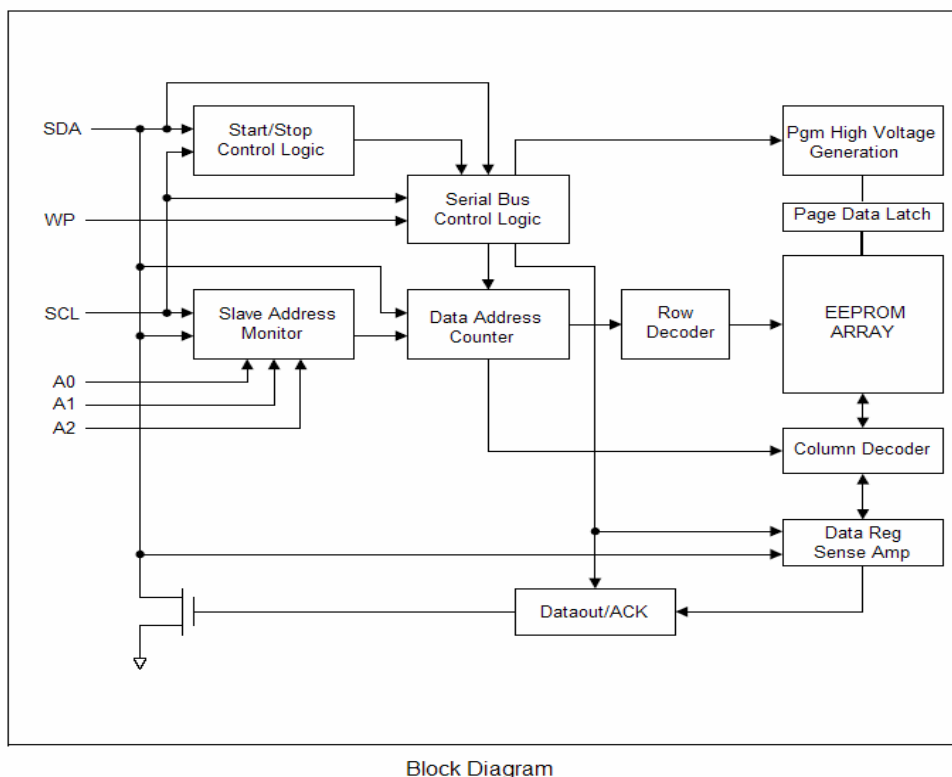 SDA
Start/Stop
Control Logic
Pgm High Voltage
Generation
Serial Bus
Control Logic
WP
Page Data Latch
SCL
Slave Address
Monitor
Data Address
Counter
Row
Decoder
EEPROM
ARRAY
A0
A1
A2
Column Decoder
Data Reg
Sense Amp
Dataout/ACK
Block Diagram